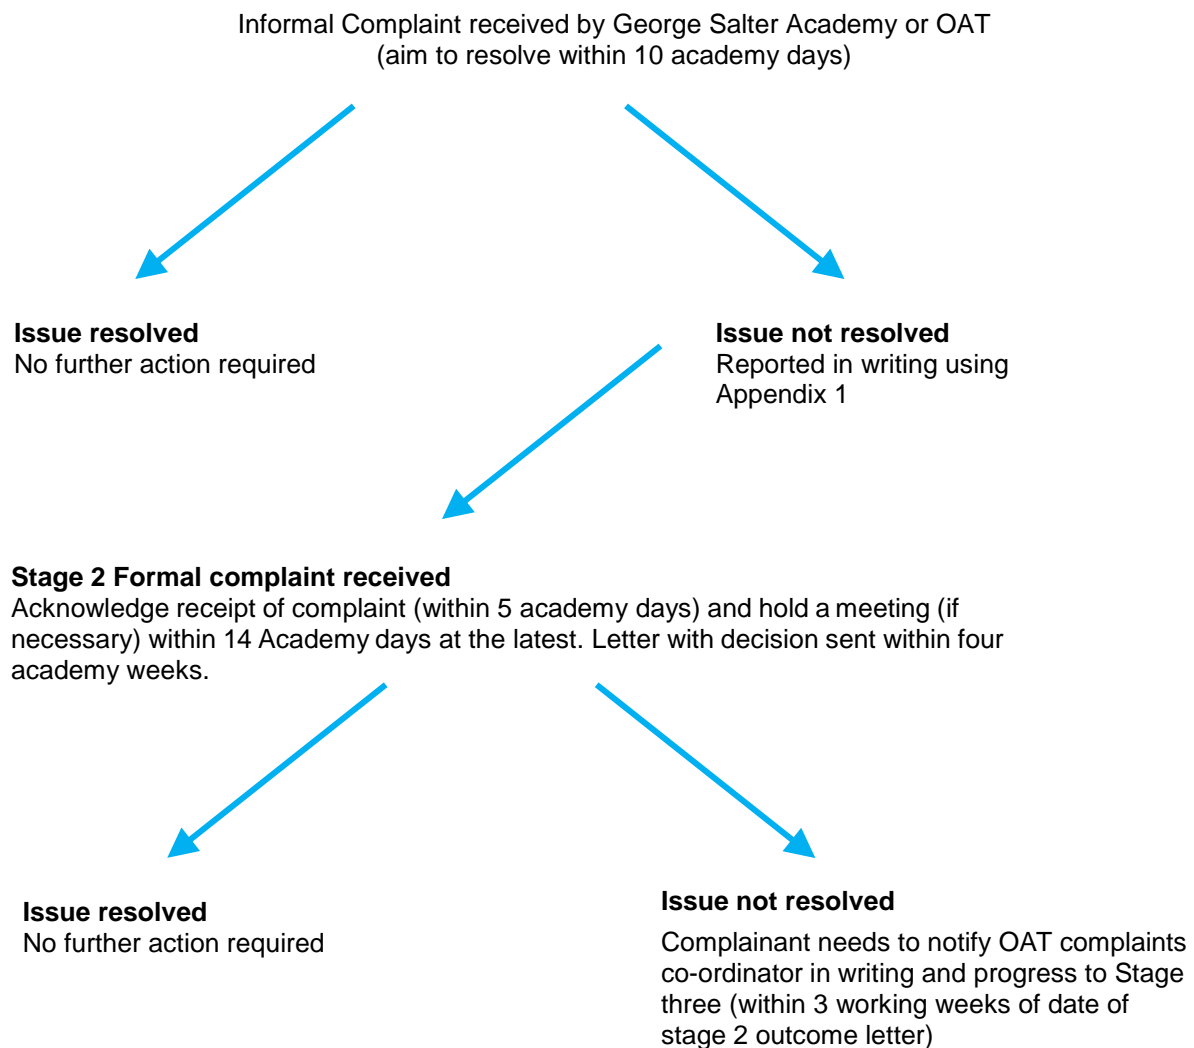 Informal Complaint received by George Salter Academy or OAT
(aim to resolve within 10 academy days)
Issue resolved
No further action required
Issue not resolved
Reported in writing using
Appendix 1
Stage 2 Formal complaint received
Acknowledge receipt of complaint (within 5 academy days) and hold a meeting (if
necessary) within 14 Academy days at the latest. Letter with decision sent within four
academy weeks.
Issue resolved
No further action required
Issue not resolved
Complainant needs to notify OAT complaints
co-ordinator in writing and progress to Stage
three (within 3 working weeks of date of
stage 2 outcome letter)